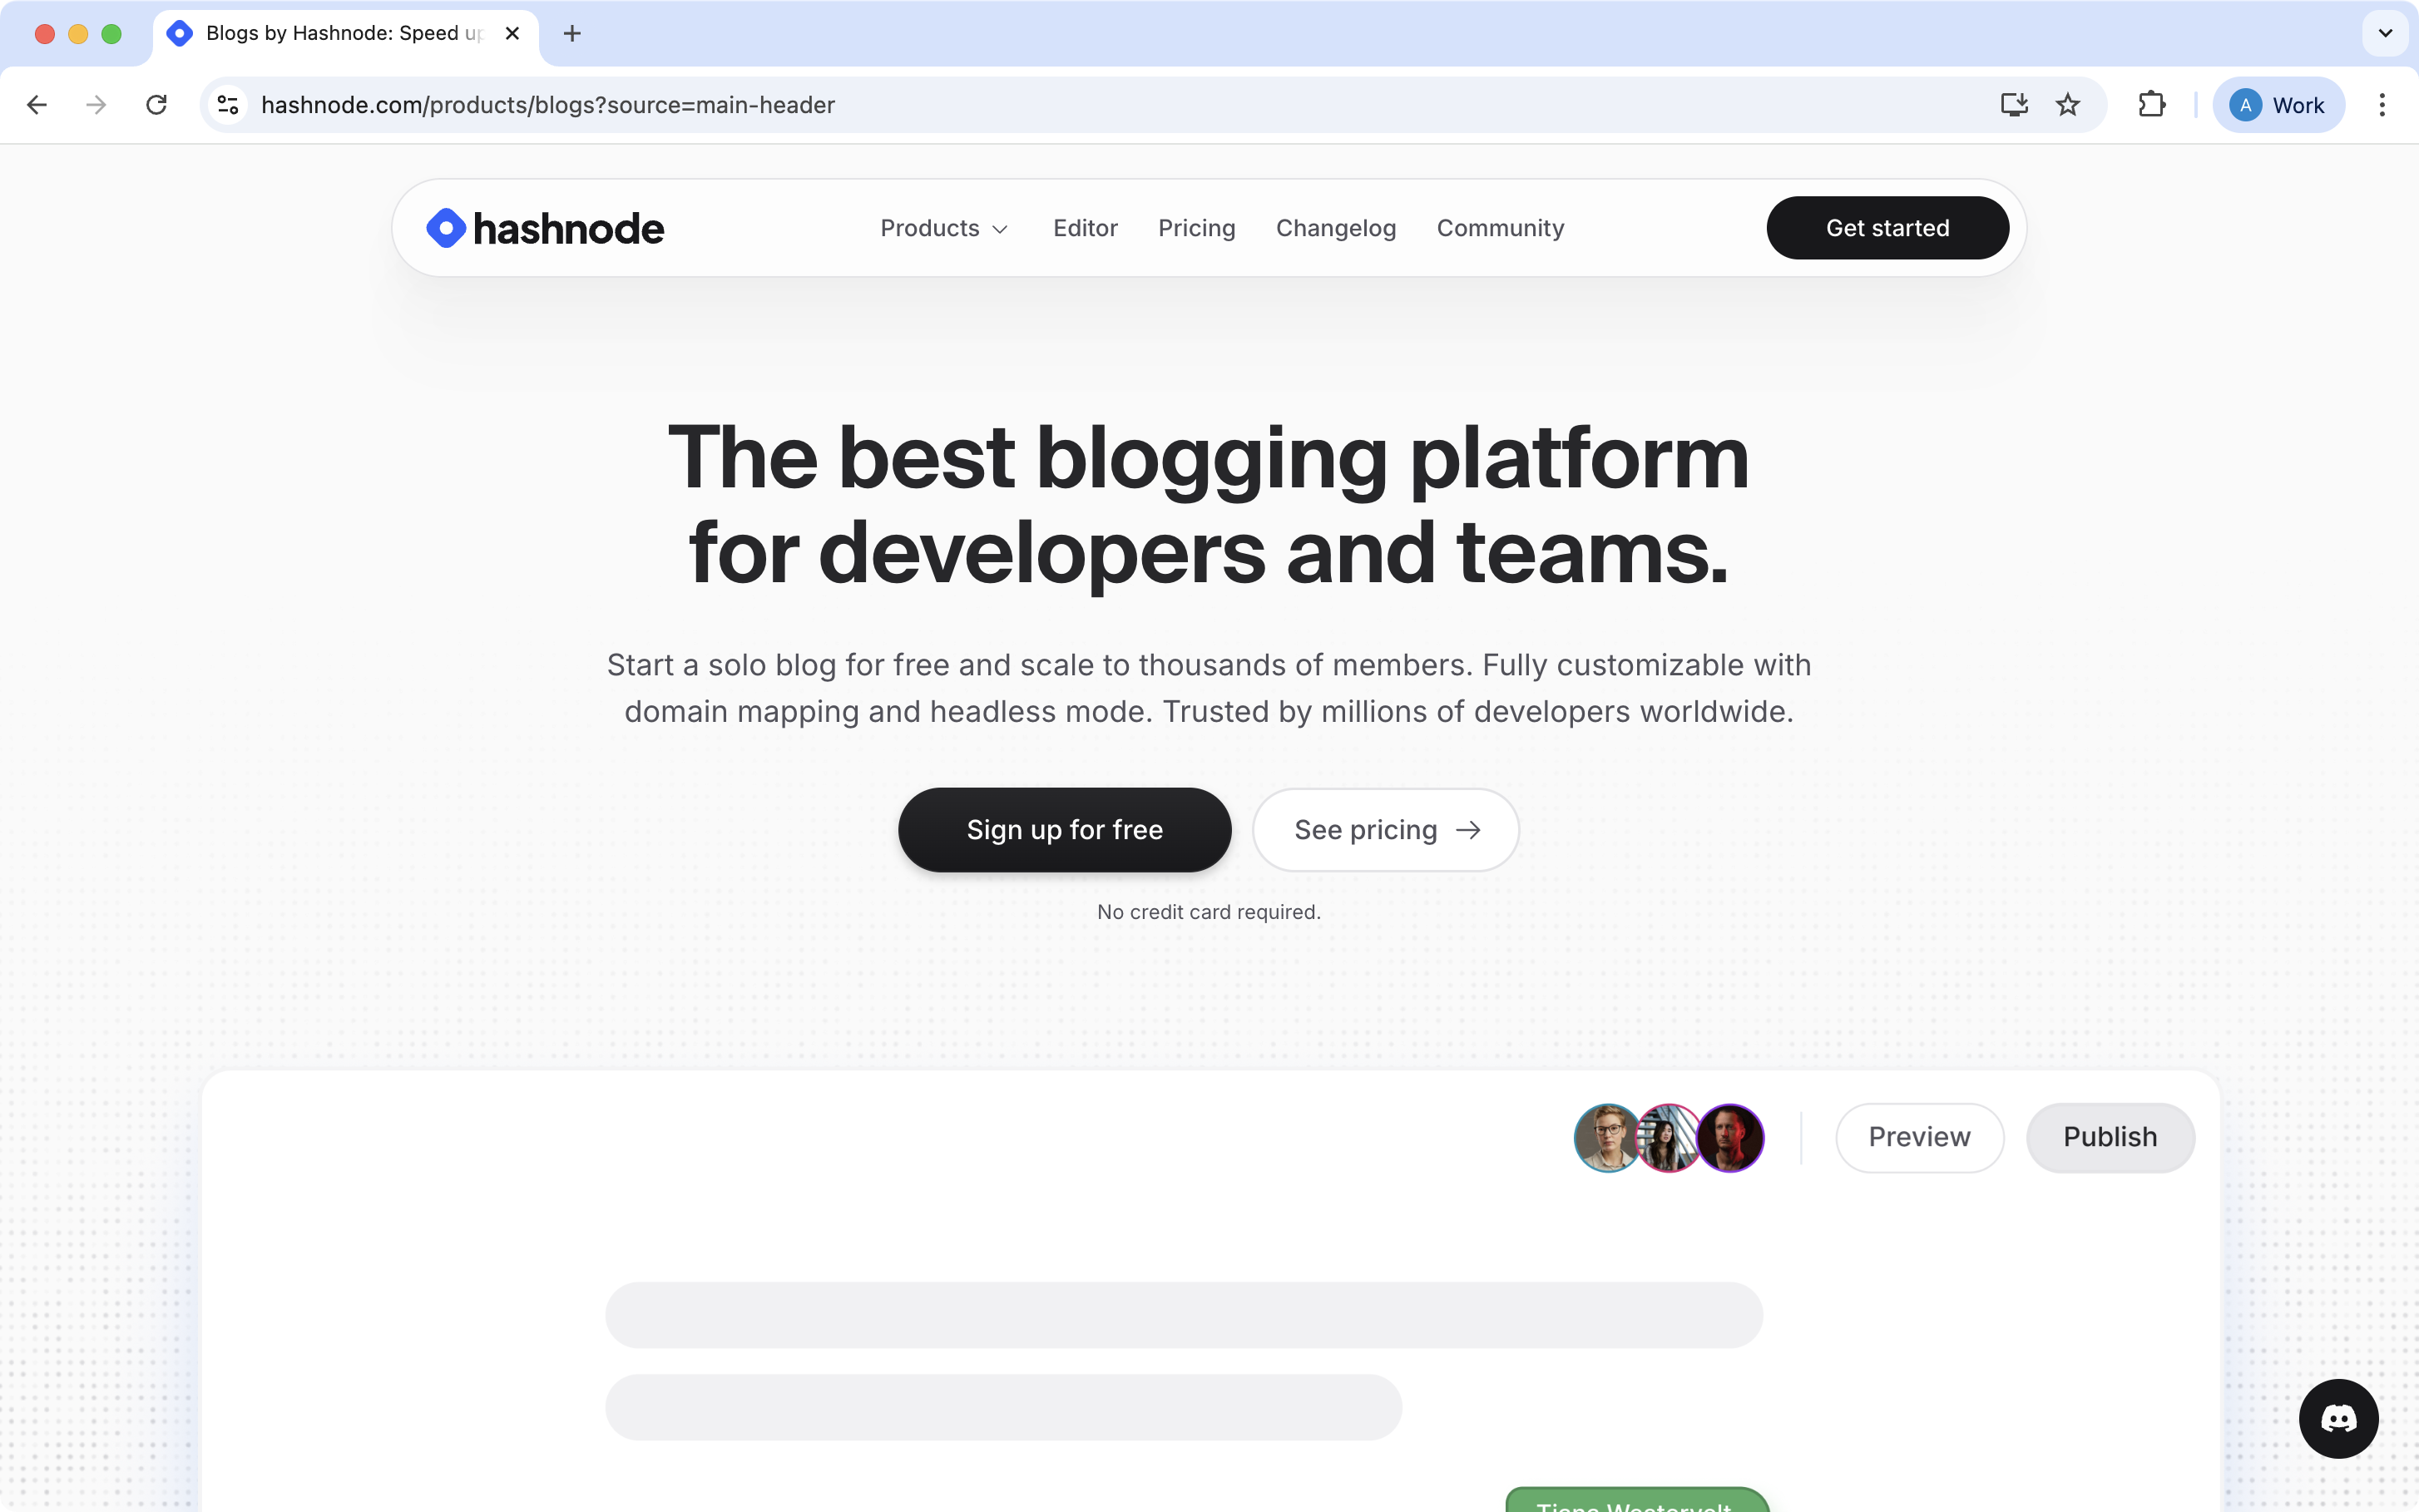 Blogs by Hashnode: Speed up
hashnode.com/products/blogs?source=main-header
A Work
hashnode
Products Editor Pricing Changelog Community Get started
The best blogging platform
for developers and teams.
Start a solo blog for free and scale to thousands of members. Fully customizable with
domain mapping and headless mode. Trusted by millions of developers worldwide.
Sign up for free See pricing
No credit card required.
Preview Publish